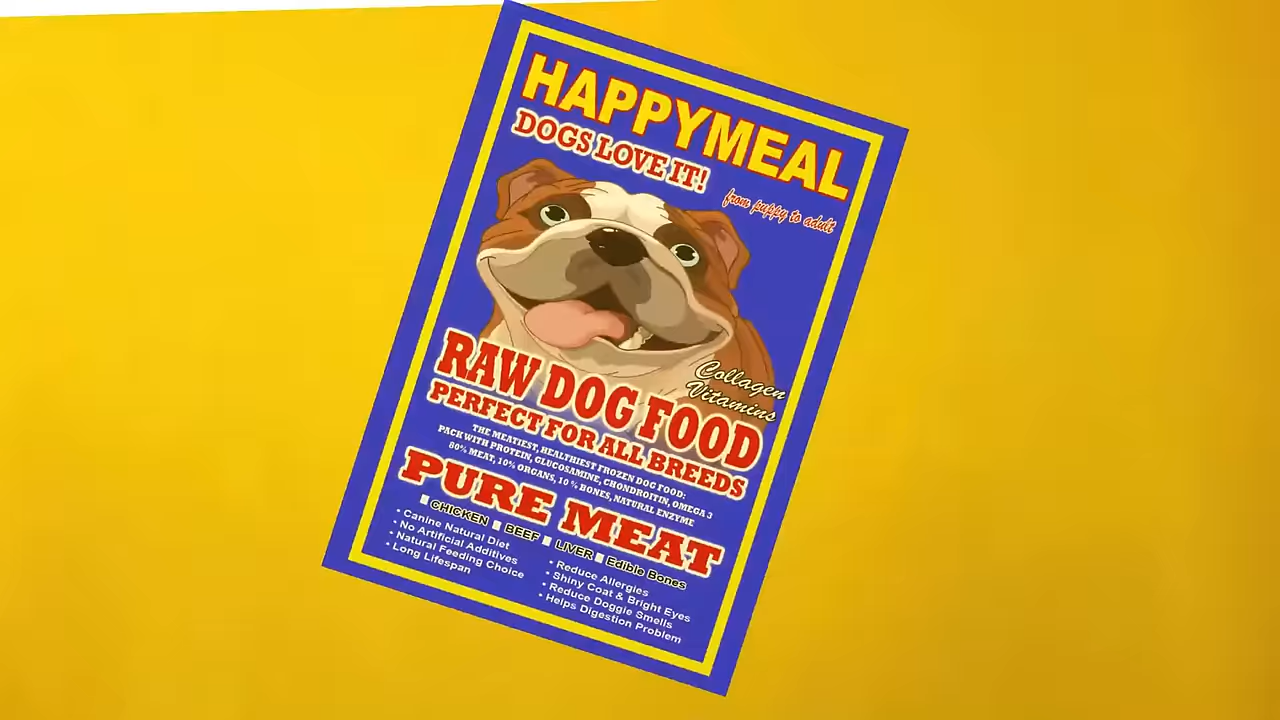 HAPPYMEAL
DOGS LOVE IT!
from puppy to adult
Collagen
Vitamins
RAW DOG FOOD
PERFECT FOR ALL BREEDS
THE MEATIEST, HEALTHIEST FROZEN DOG FOOD:
PACK WITH PROTEIN, GLUCOSAMINE, CHONDROITIN, OMEGA 3
80% MEAT, 10% ORGANS, 10 % BONES, NATURAL ENZYME
PURE MEAT
CHICKEN BEEF LIVER Edible Bones
• Canine Natural Diet
• No Artificial Additives
• Natural Feeding Choice
• Long Lifespan
• Reduce Allergies
• Shiny Coat & Bright Eyes
• Reduce Doggie Smells
• Helps Digestion Problem